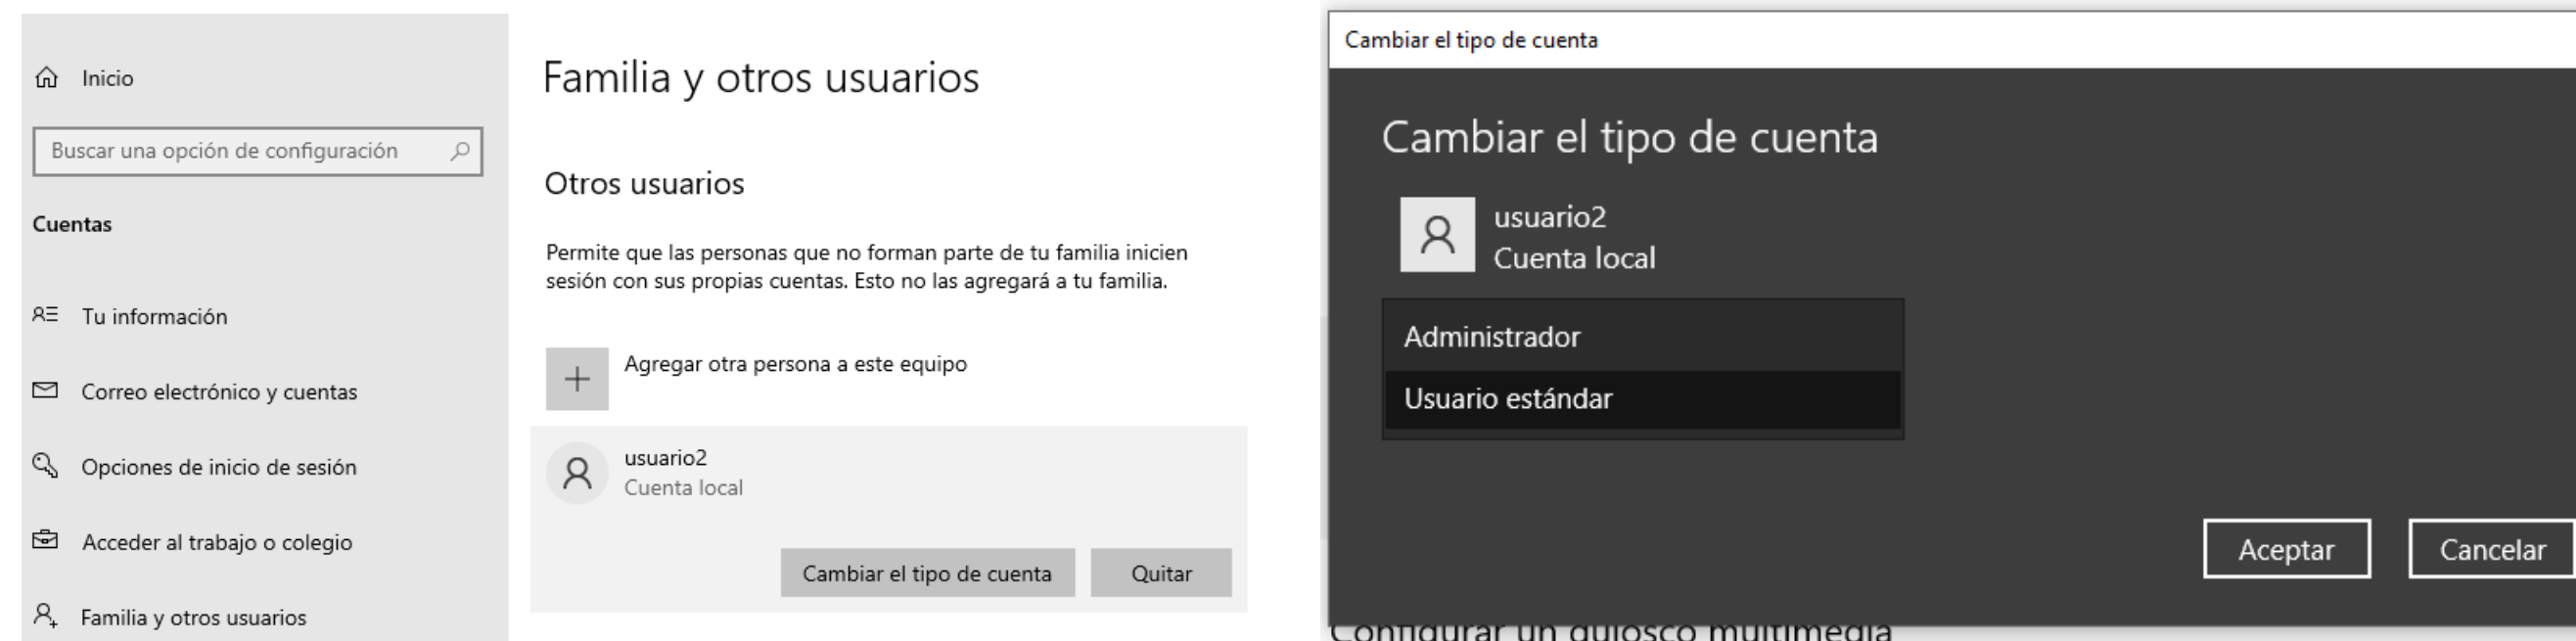 Inicio
Buscar una opción de configuración
Cuentas
Tu información
Correo electrónico y cuentas
Opciones de inicio de sesión
Acceder al trabajo o colegio
Familia y otros usuarios
Familia y otros usuarios
Otros usuarios
Permite que las personas que no forman parte de tu familia inicien
sesión con sus propias cuentas. Esto no las agregará a tu familia.
Agregar otra persona a este equipo
usuario2
Cuenta local
Cambiar el tipo de cuenta
Quitar
Cambiar el tipo de cuenta
Cambiar el tipo de cuenta
usuario2
Cuenta local
Administrador
Usuario estándar
Aceptar
Cancelar
Configurar un quiosco multimedia